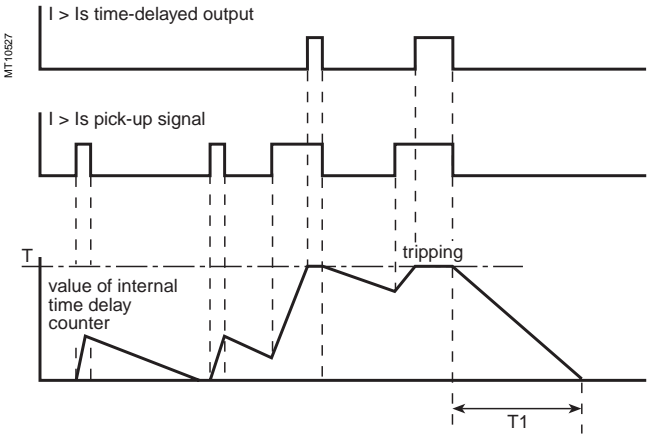 I > Is time-delayed output
MT10527
I > Is pick-up signal
T
tripping
value of internal
time delay
counter
T1